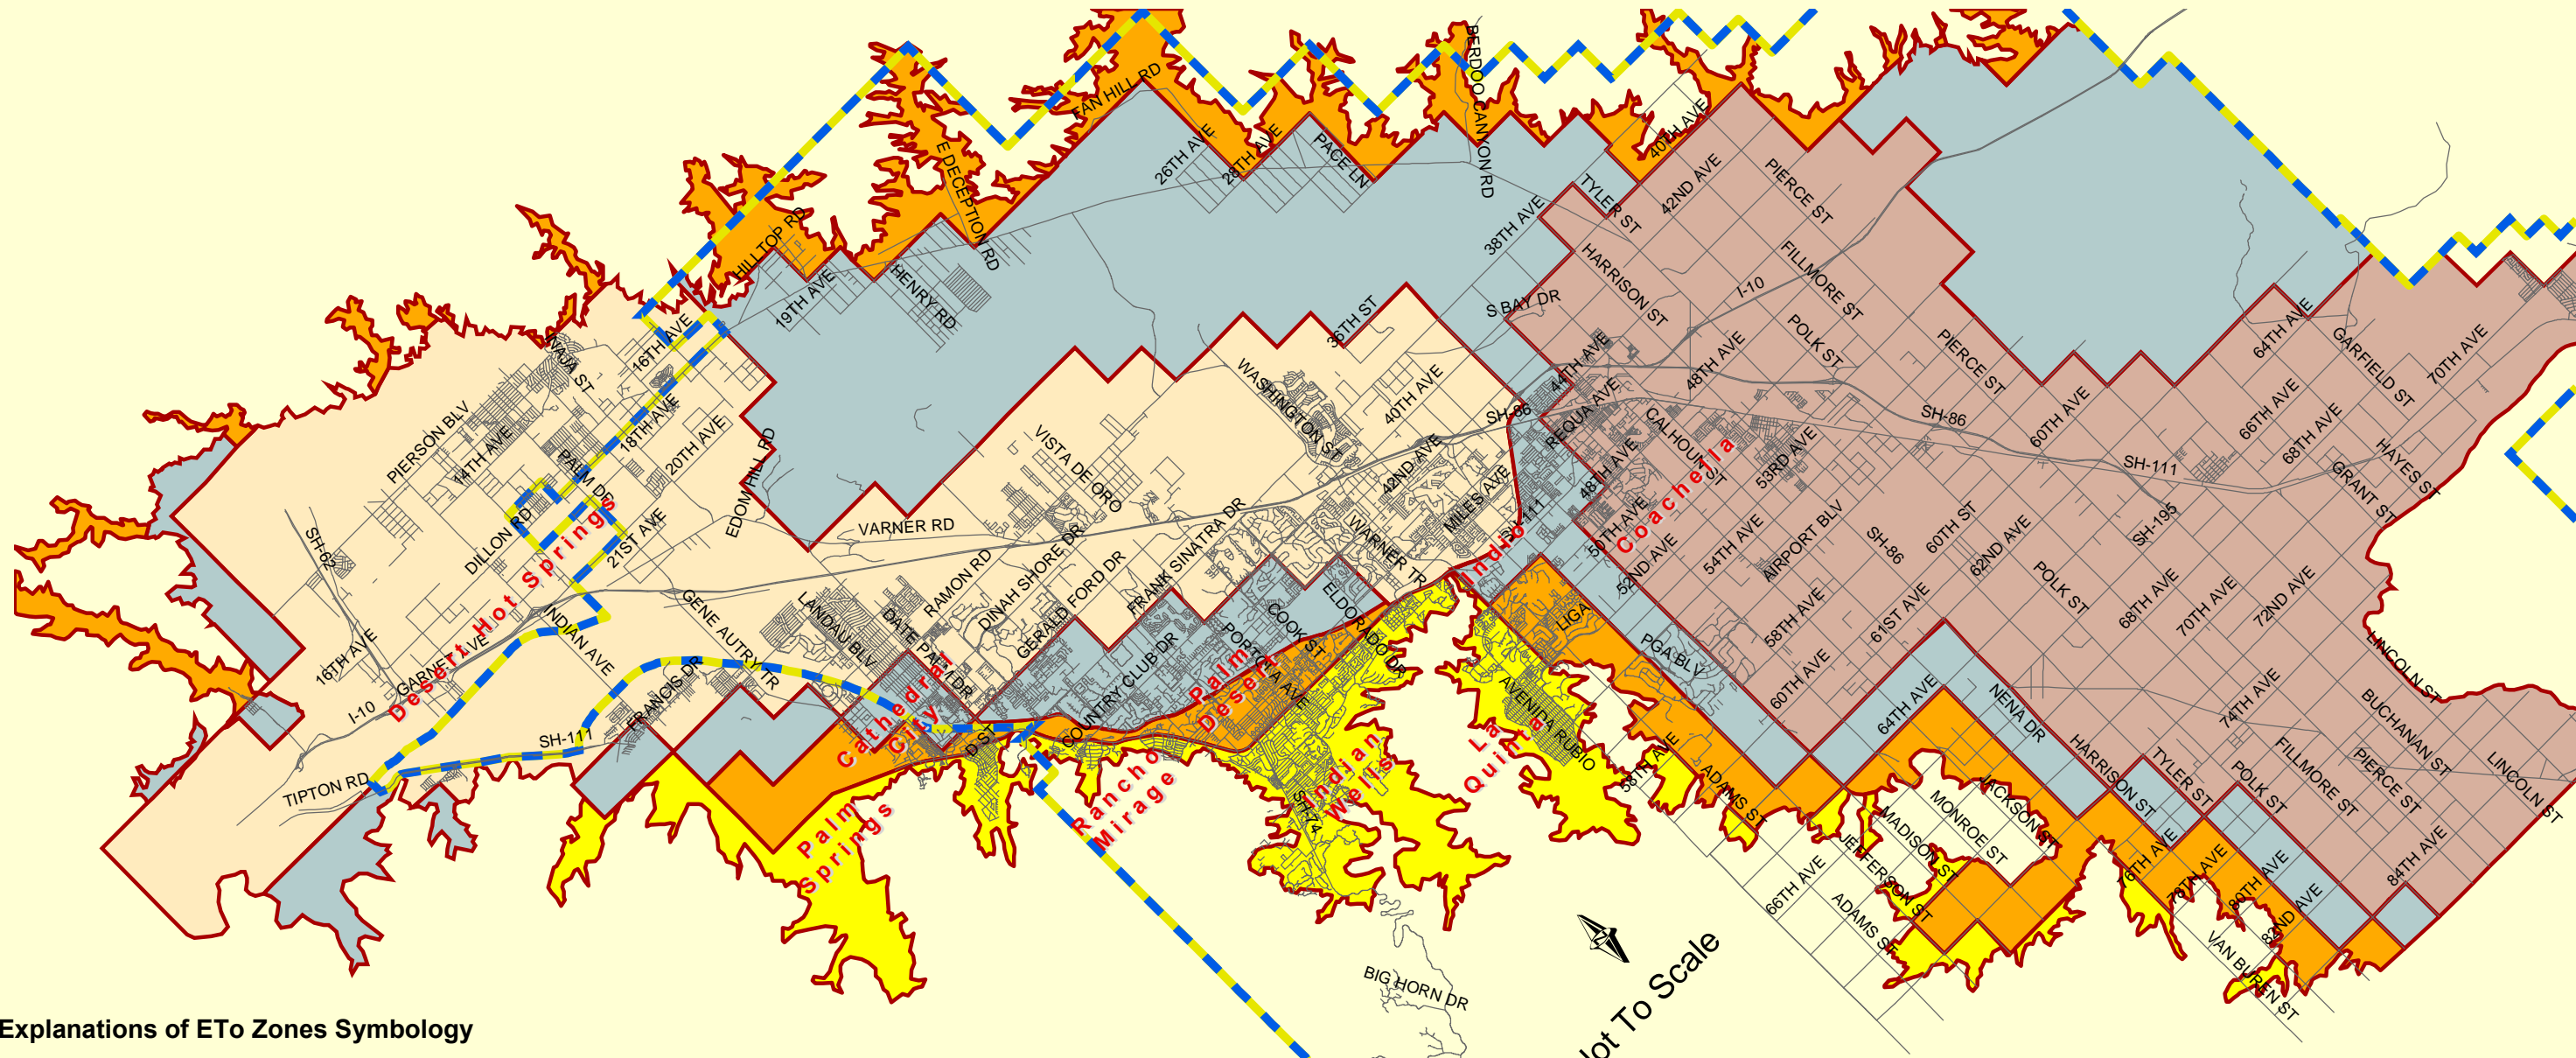 BERDOO CANYON RD
FAN HILL RD
E DECEPTION RD
26TH AVE
28TH AVE
PACE LN
40TH AVE
42ND AVE
PIERCE ST
TYLER ST
38TH AVE
HILLTOP RD
19TH AVE
HENRY RD
HARRISON ST
FILLMORE ST
I-10
S BAY DR
36TH ST
16TH AVE
POLK ST
48TH AVE
44TH AVE
PIERCE ST
64TH AVE
GARFIELD ST
70TH AVE
WASHINGTON ST
40TH AVE
SH-86
REQUA AVE
CALHOUN ST
SH-86
60TH AVE
66TH AVE
68TH AVE
PIERSON BLV
14TH AVE
18TH AVE
20TH AVE
PALM DR
EDOM HILL RD
VISTA DE ORO
42ND AVE
MILES AVE
48TH AVE
53RD AVE
Coachella
SH-111
HAYES ST
GRANT ST
SH-62
DILLON RD
21ST AVE
VARNER RD
FRANK SINATRA DR
WARNER TR
SH-111
50TH AVE
52ND AVE
54TH AVE
AIRPORT BLV
SH-86
60TH ST
62ND AVE
SH-195
Desert Hot Springs
Indio
INDIAN AVE
GENE AUTRY TR
LANDAU BLV
DATE PALM DR
RAMON RD
DINAH SHORE DR
GERALD FORD DR
COOK ST
ELDORADO DR
LIGA
58TH AVE
61ST AVE
POLK ST
68TH AVE
70TH AVE
72ND AVE
16TH AVE
I-10
FRANCIS DR
COUNTRY CLUB DR
PORTOLA AVE
Palm
Desert
PGA BLV
60TH AVE
64TH AVE
NENA DR
74TH AVE
LINCOLN ST
BUCHANAN ST
SH-111
TIPTON RD
Cathedral
City
D ST
Rancho
Mirage
Indian
Wells
SH-74
La
Quinta
AVENIDA RUBIO
58TH AVE
ADAMS ST
HARRISON ST
TYLER ST
POLK ST
FILLMORE ST
PIERCE ST
LINCOLN ST
Palm
Springs
JACKSON ST
MONROE ST
MADISON ST
JEFFERSON ST
66TH AVE
ADAMS ST
76TH AVE
78TH AVE
80TH AVE
82ND AVE
84TH AVE
VAN BUREN ST
BIG HORN DR
To Scale
Explanations of ETo Zones Symbology